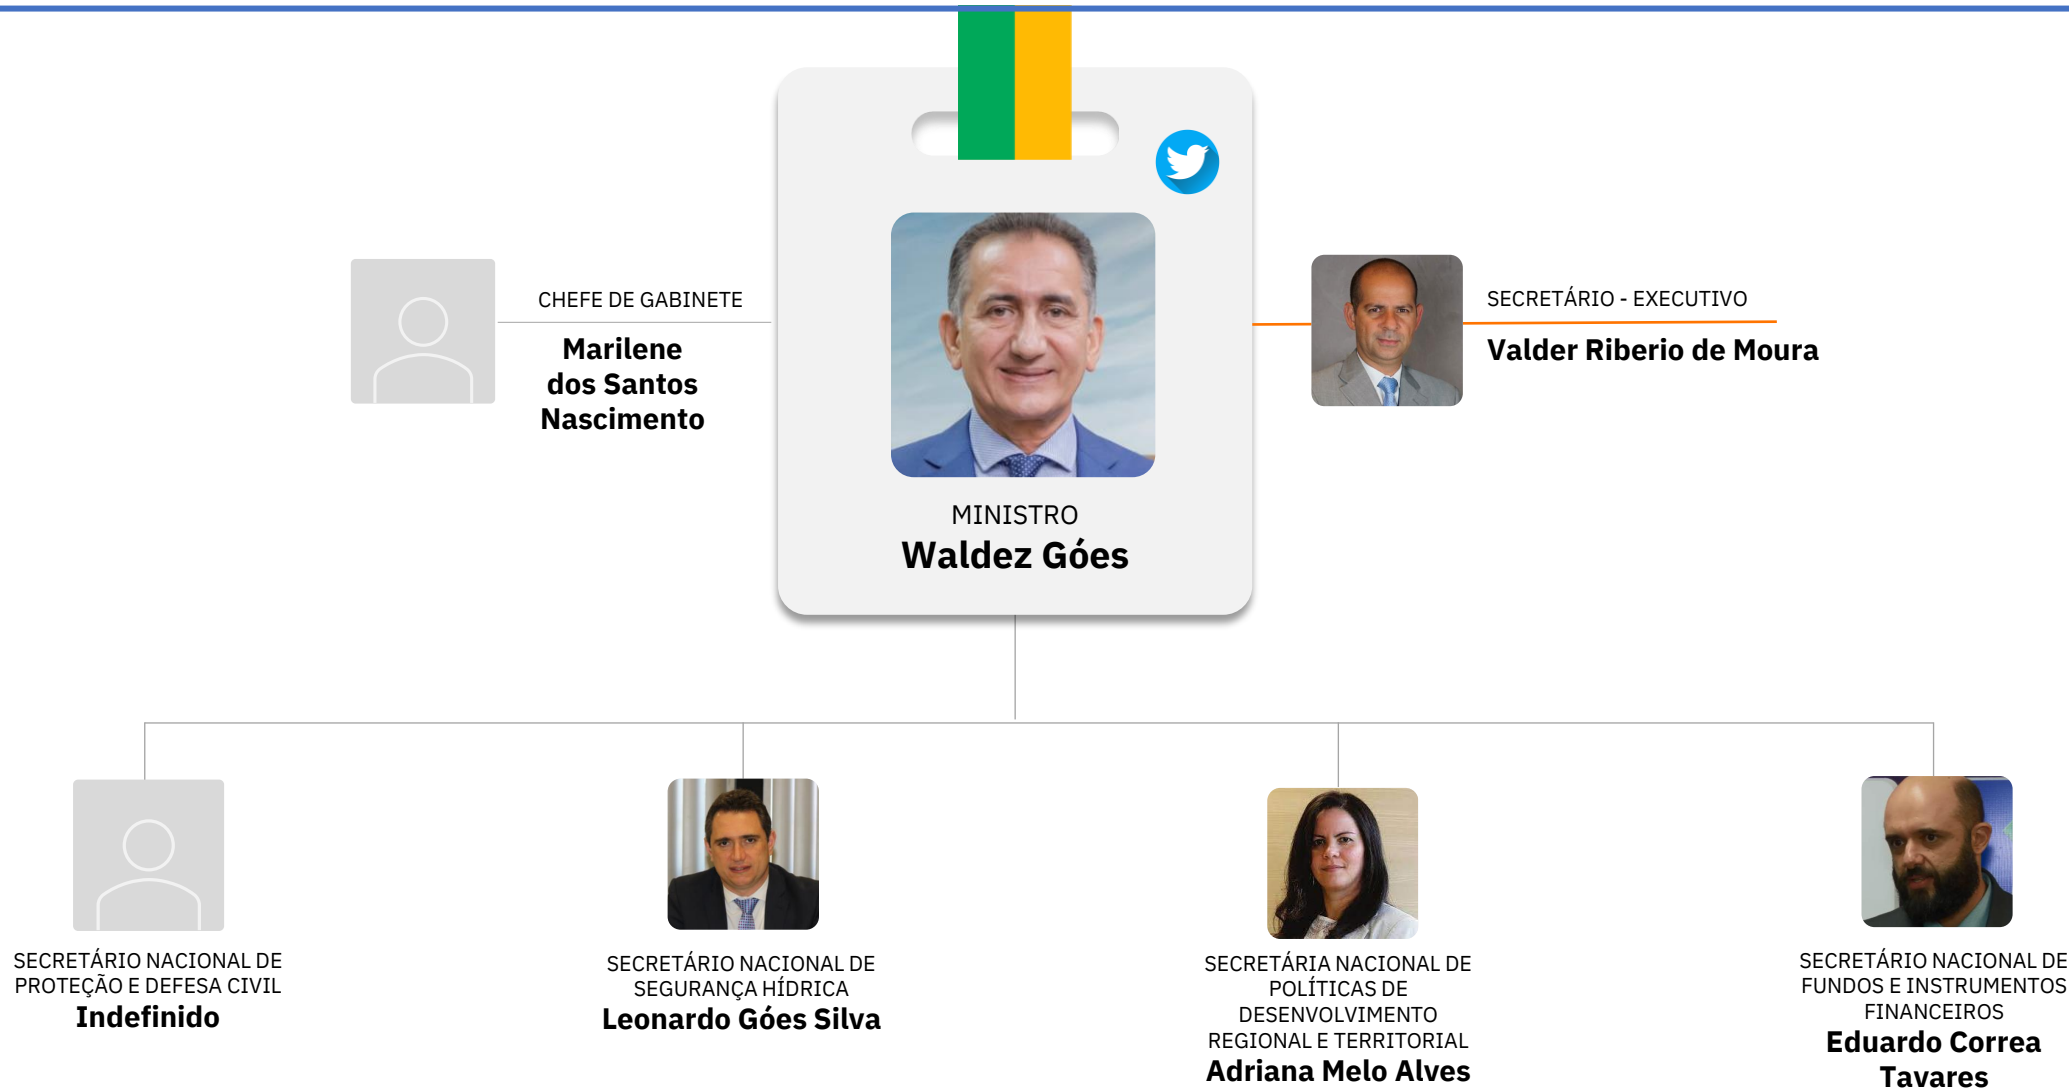 CHEFE DE GABINETE
Marilene
dos Santos
Nascimento
SECRETÁRIO - EXECUTIVO
Valder Riberio de Moura
MINISTRO
Waldez Góes
SECRETÁRIO NACIONAL DE
PROTEÇÃO E DEFESA CIVIL
Indefinido
SECRETÁRIO NACIONAL DE
SEGURANÇA HÍDRICA
Leonardo Góes Silva
SECRETÁRIA NACIONAL DE
POLÍTICAS DE
DESENVOLVIMENTO
REGIONAL E TERRITORIAL
Adriana Melo Alves
SECRETÁRIO NACIONAL DE
FUNDOS E INSTRUMENTOS
FINANCEIROS
Eduardo Correa
Tavares